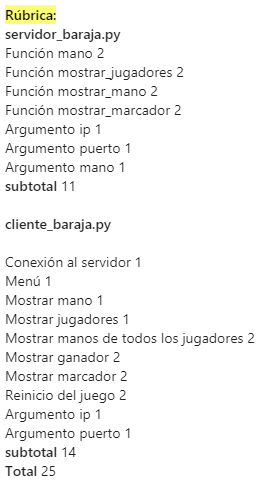 Rúbrica:
servidor_baraja.py
Función mano 2
Función mostrar_jugadores 2
Función mostrar_mano 2
Función mostrar_marcador 2
Argumento ip 1
Argumento puerto 1
Argumento mano 1
subtotal 11
cliente_baraja.py
Conexión al servidor 1
Menú 1
Mostrar mano 1
Mostrar jugadores 1
Mostrar manos de todos los jugadores 2
Mostrar ganador 2
Mostrar marcador 2
Reinicio del juego 2
Argumento ip 1
Argumento puerto 1
subtotal 14
Total 25